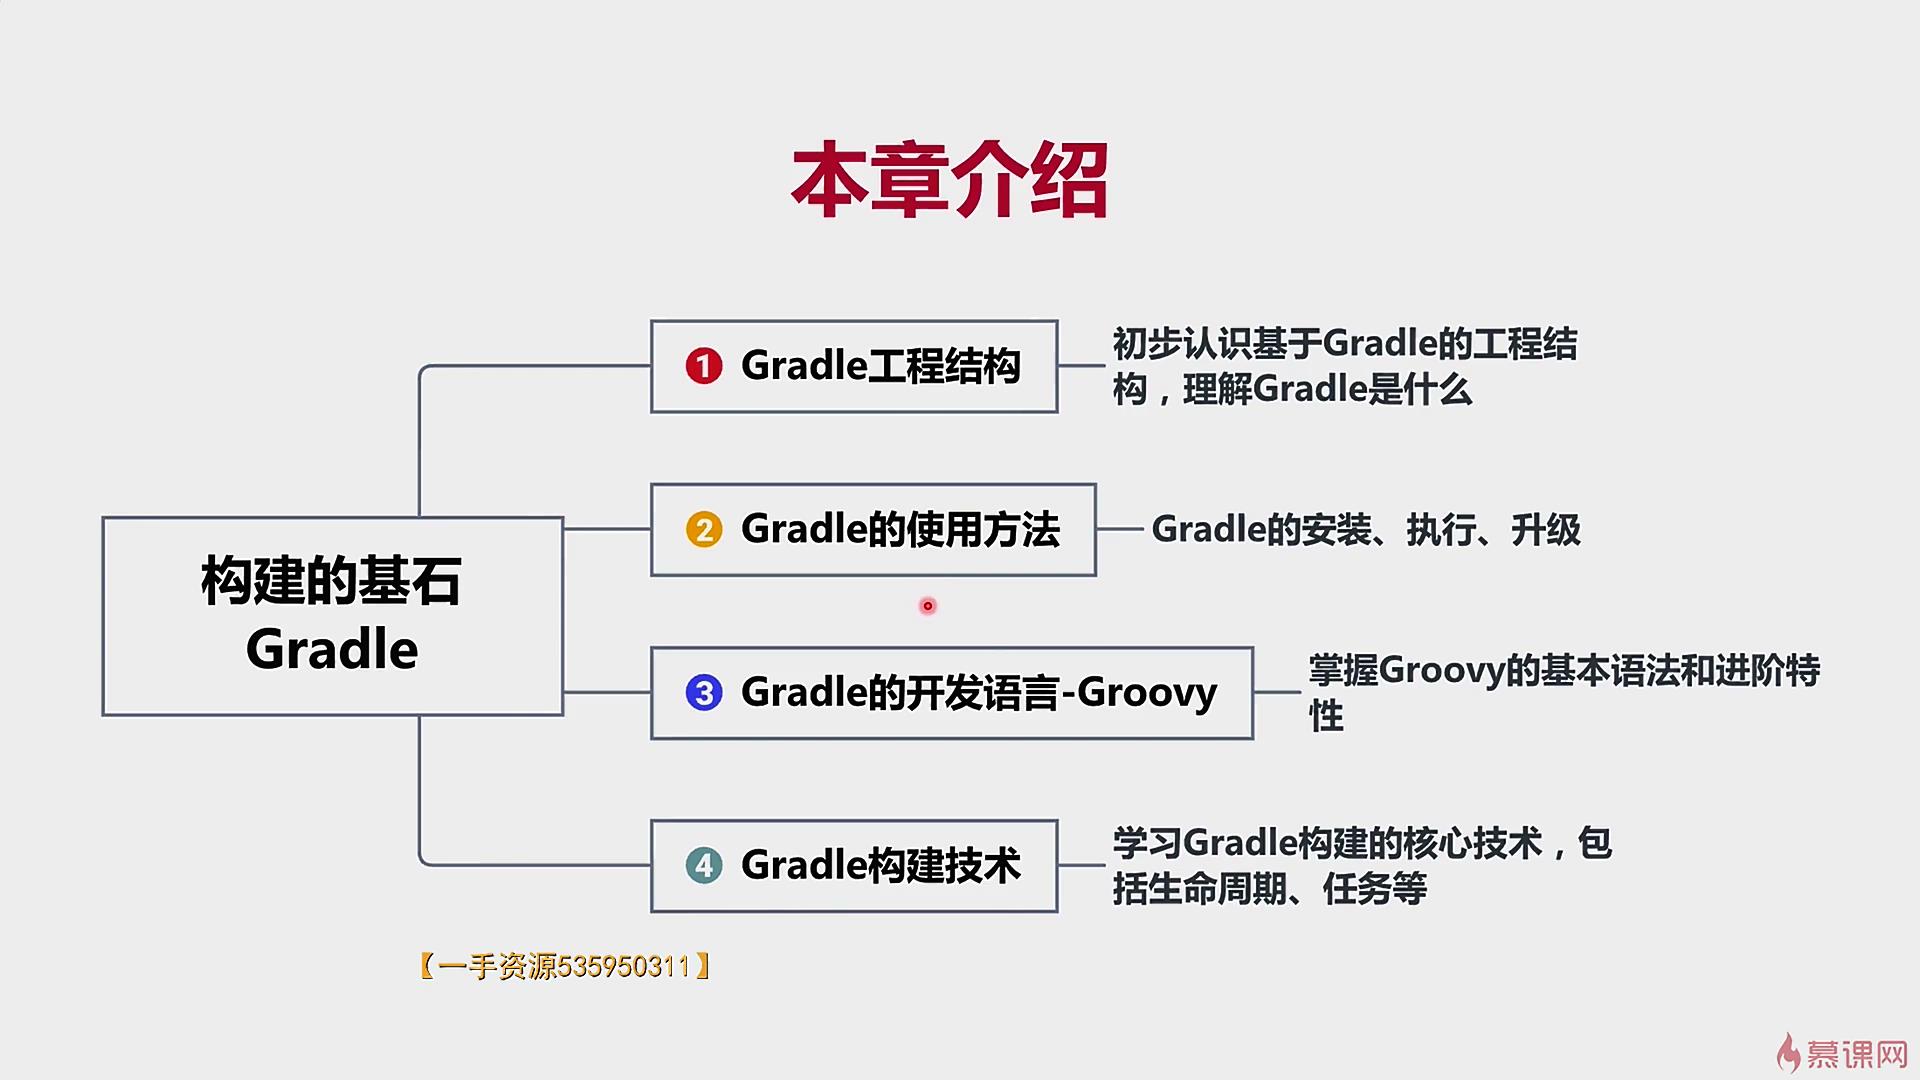 本章介绍
构建的基石
Gradle
1 Gradle工程结构
初步认识基于Gradle的工程结
构，理解Gradle是什么
2 Gradle的使用方法
Gradle的安装、执行、升级
3 Gradle的开发语言-Groovy
掌握Groovy的基本语法和进阶特
性
4 Gradle构建技术
学习Gradle构建的核心技术，包
括生命周期、任务等
【一手资源535950311】
慕课网